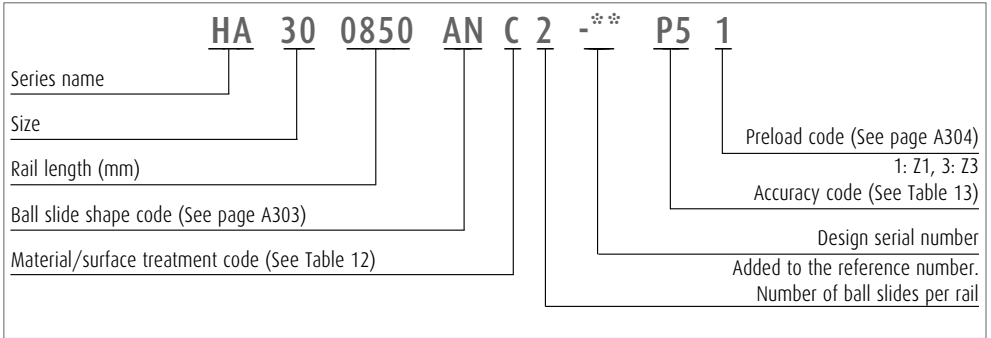 HA 30 0850 AN C 2 -** P5 1
Series name
Size
Rail length (mm)
Ball slide shape code (See page A303)
Material/surface treatment code (See Table 12)
Preload code (See page A304)
1: Z1, 3: Z3
Accuracy code (See Table 13)
Design serial number
Added to the reference number.
Number of ball slides per rail